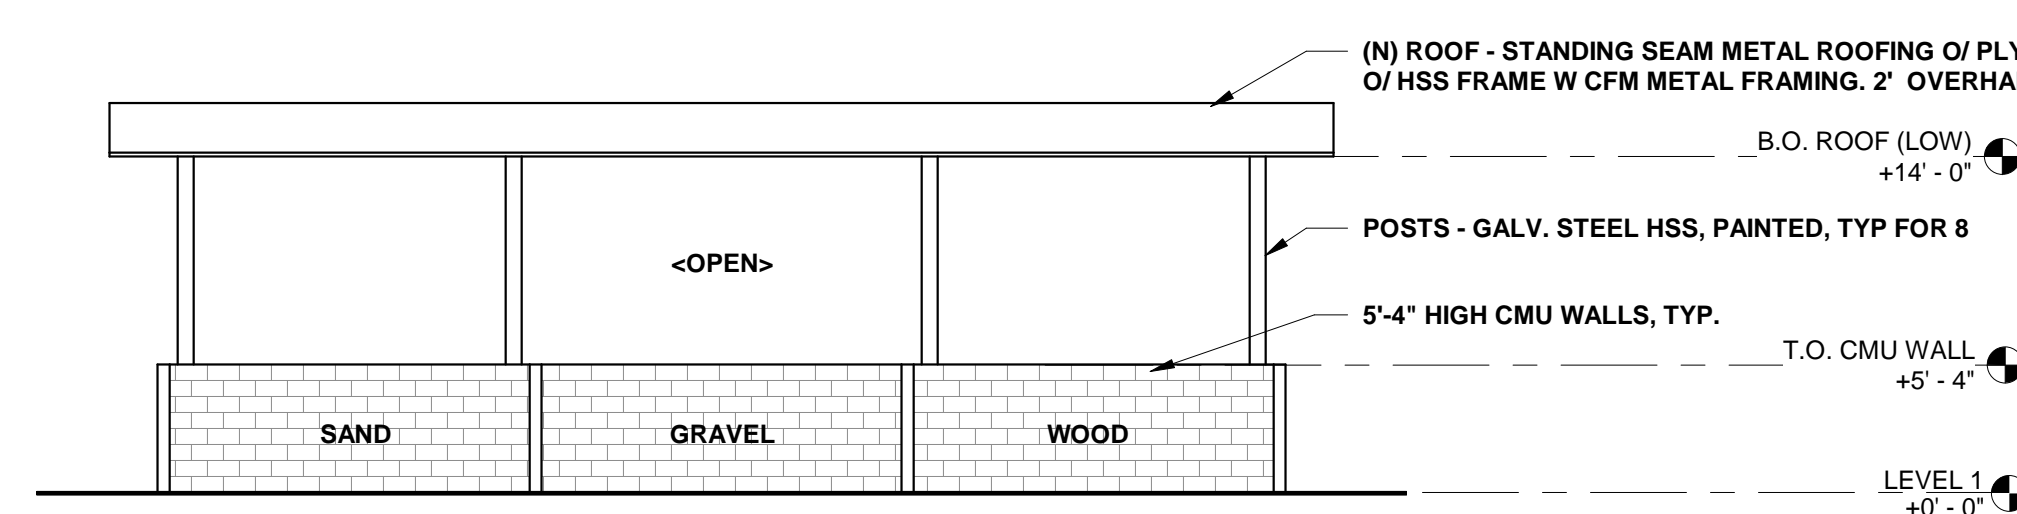 (N) ROOF - STANDING SEAM METAL ROOFING O/
O/ HSS FRAME W CFM METAL FRAMING. 2'
B.O. ROOF (LOW)
+14' - 0"
POSTS - GALV. STEEL HSS, PAINTED, TYP FOR 8
<OPEN>
5'-4" HIGH CMU WALLS, TYP.
T.O. CMU WALL
+5' - 4"
SAND
GRAVEL
WOOD
LEVEL 1
+0' - 0"